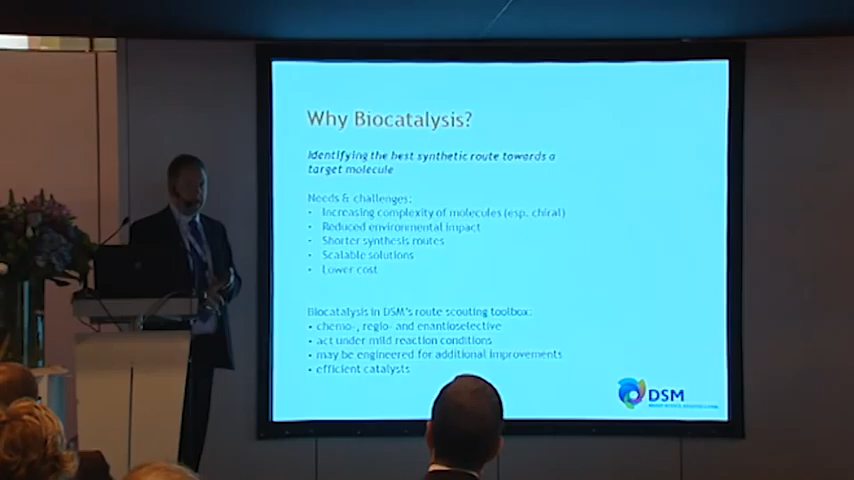 Why Biocatalysis?
Identifying the best synthetic route towards a
target molecule
Needs & challenges:
• Increasing complexity of molecules (esp. chiral)
• Reduced environmental impact
• Shorter synthesis routes
• Scalable solutions
• Lower cost
Biocatalysis in DSM's route scouting toolbox:
• chemo-, regio- and enantioselective
• act under mild reaction conditions
• may be engineered for additional improvements
• efficient catalysts
DSM